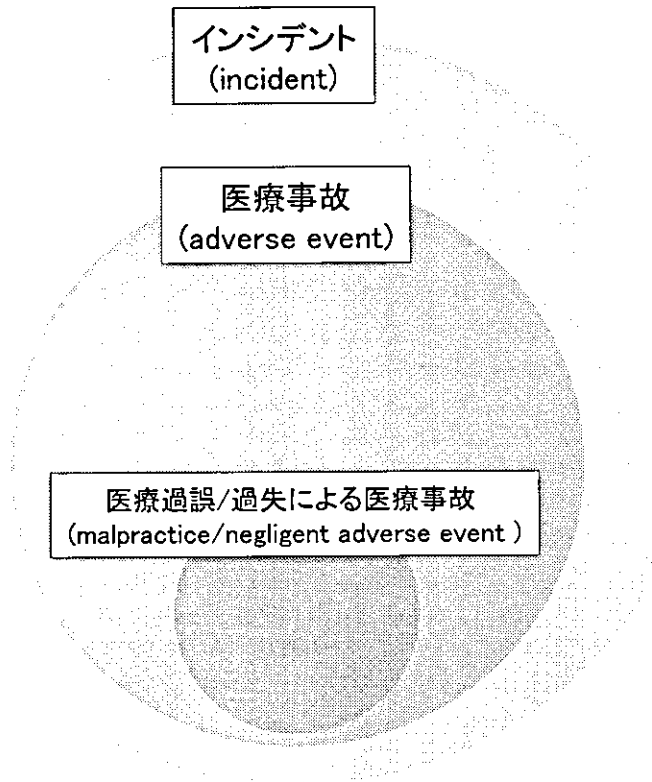 インシデント
(incident)
医療事故
(adverse event)
医療過誤/過失による医療事故
(malpractice/negligent adverse event )